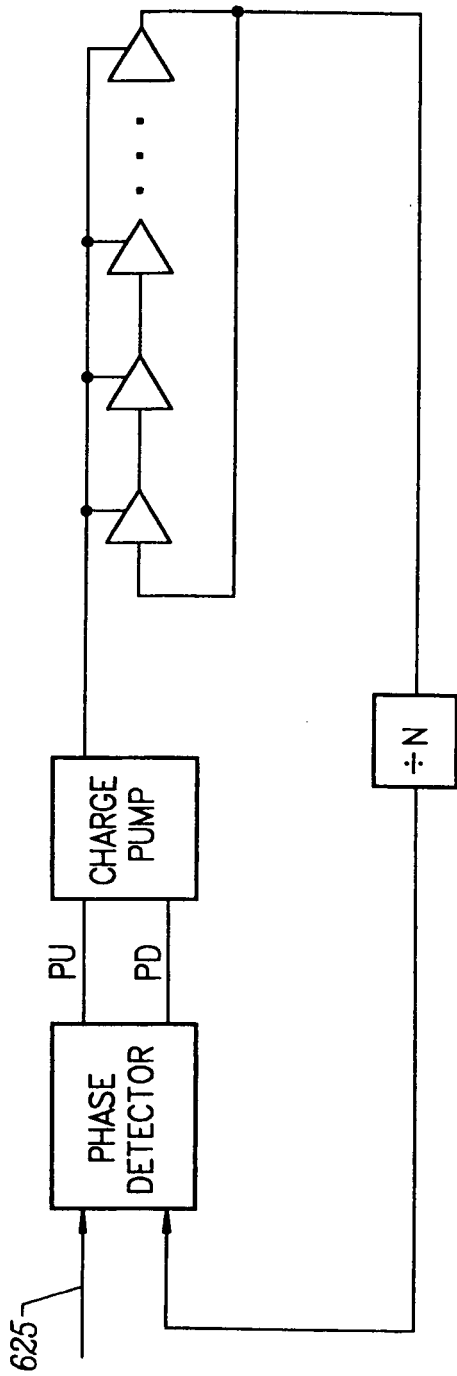 625
PHASE
DETECTOR
PU
PD
CHARGE
PUMP
÷N